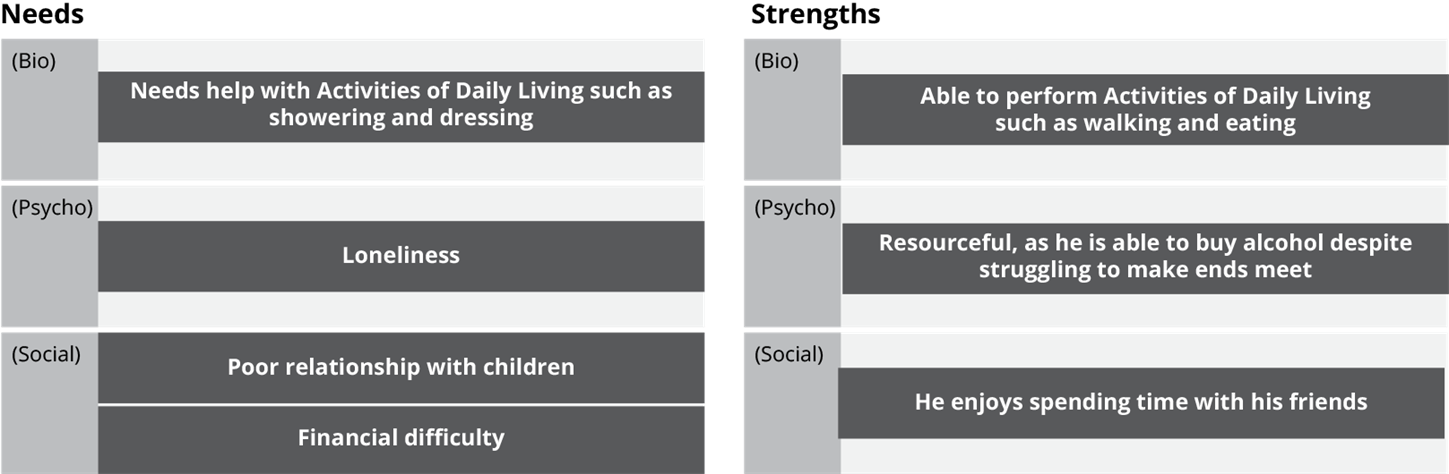 Needs
(Bio)
Needs help with Activities of Daily Living such as
showering and dressing
(Psycho)
Loneliness
(Social)
Poor relationship with children
Financial difficulty
Strengths
(Bio)
Able to perform Activities of Daily Living
such as walking and eating
(Psycho)
Resourceful, as he is able to buy alcohol despite
struggling to make ends meet
(Social)
He enjoys spending time with his friends